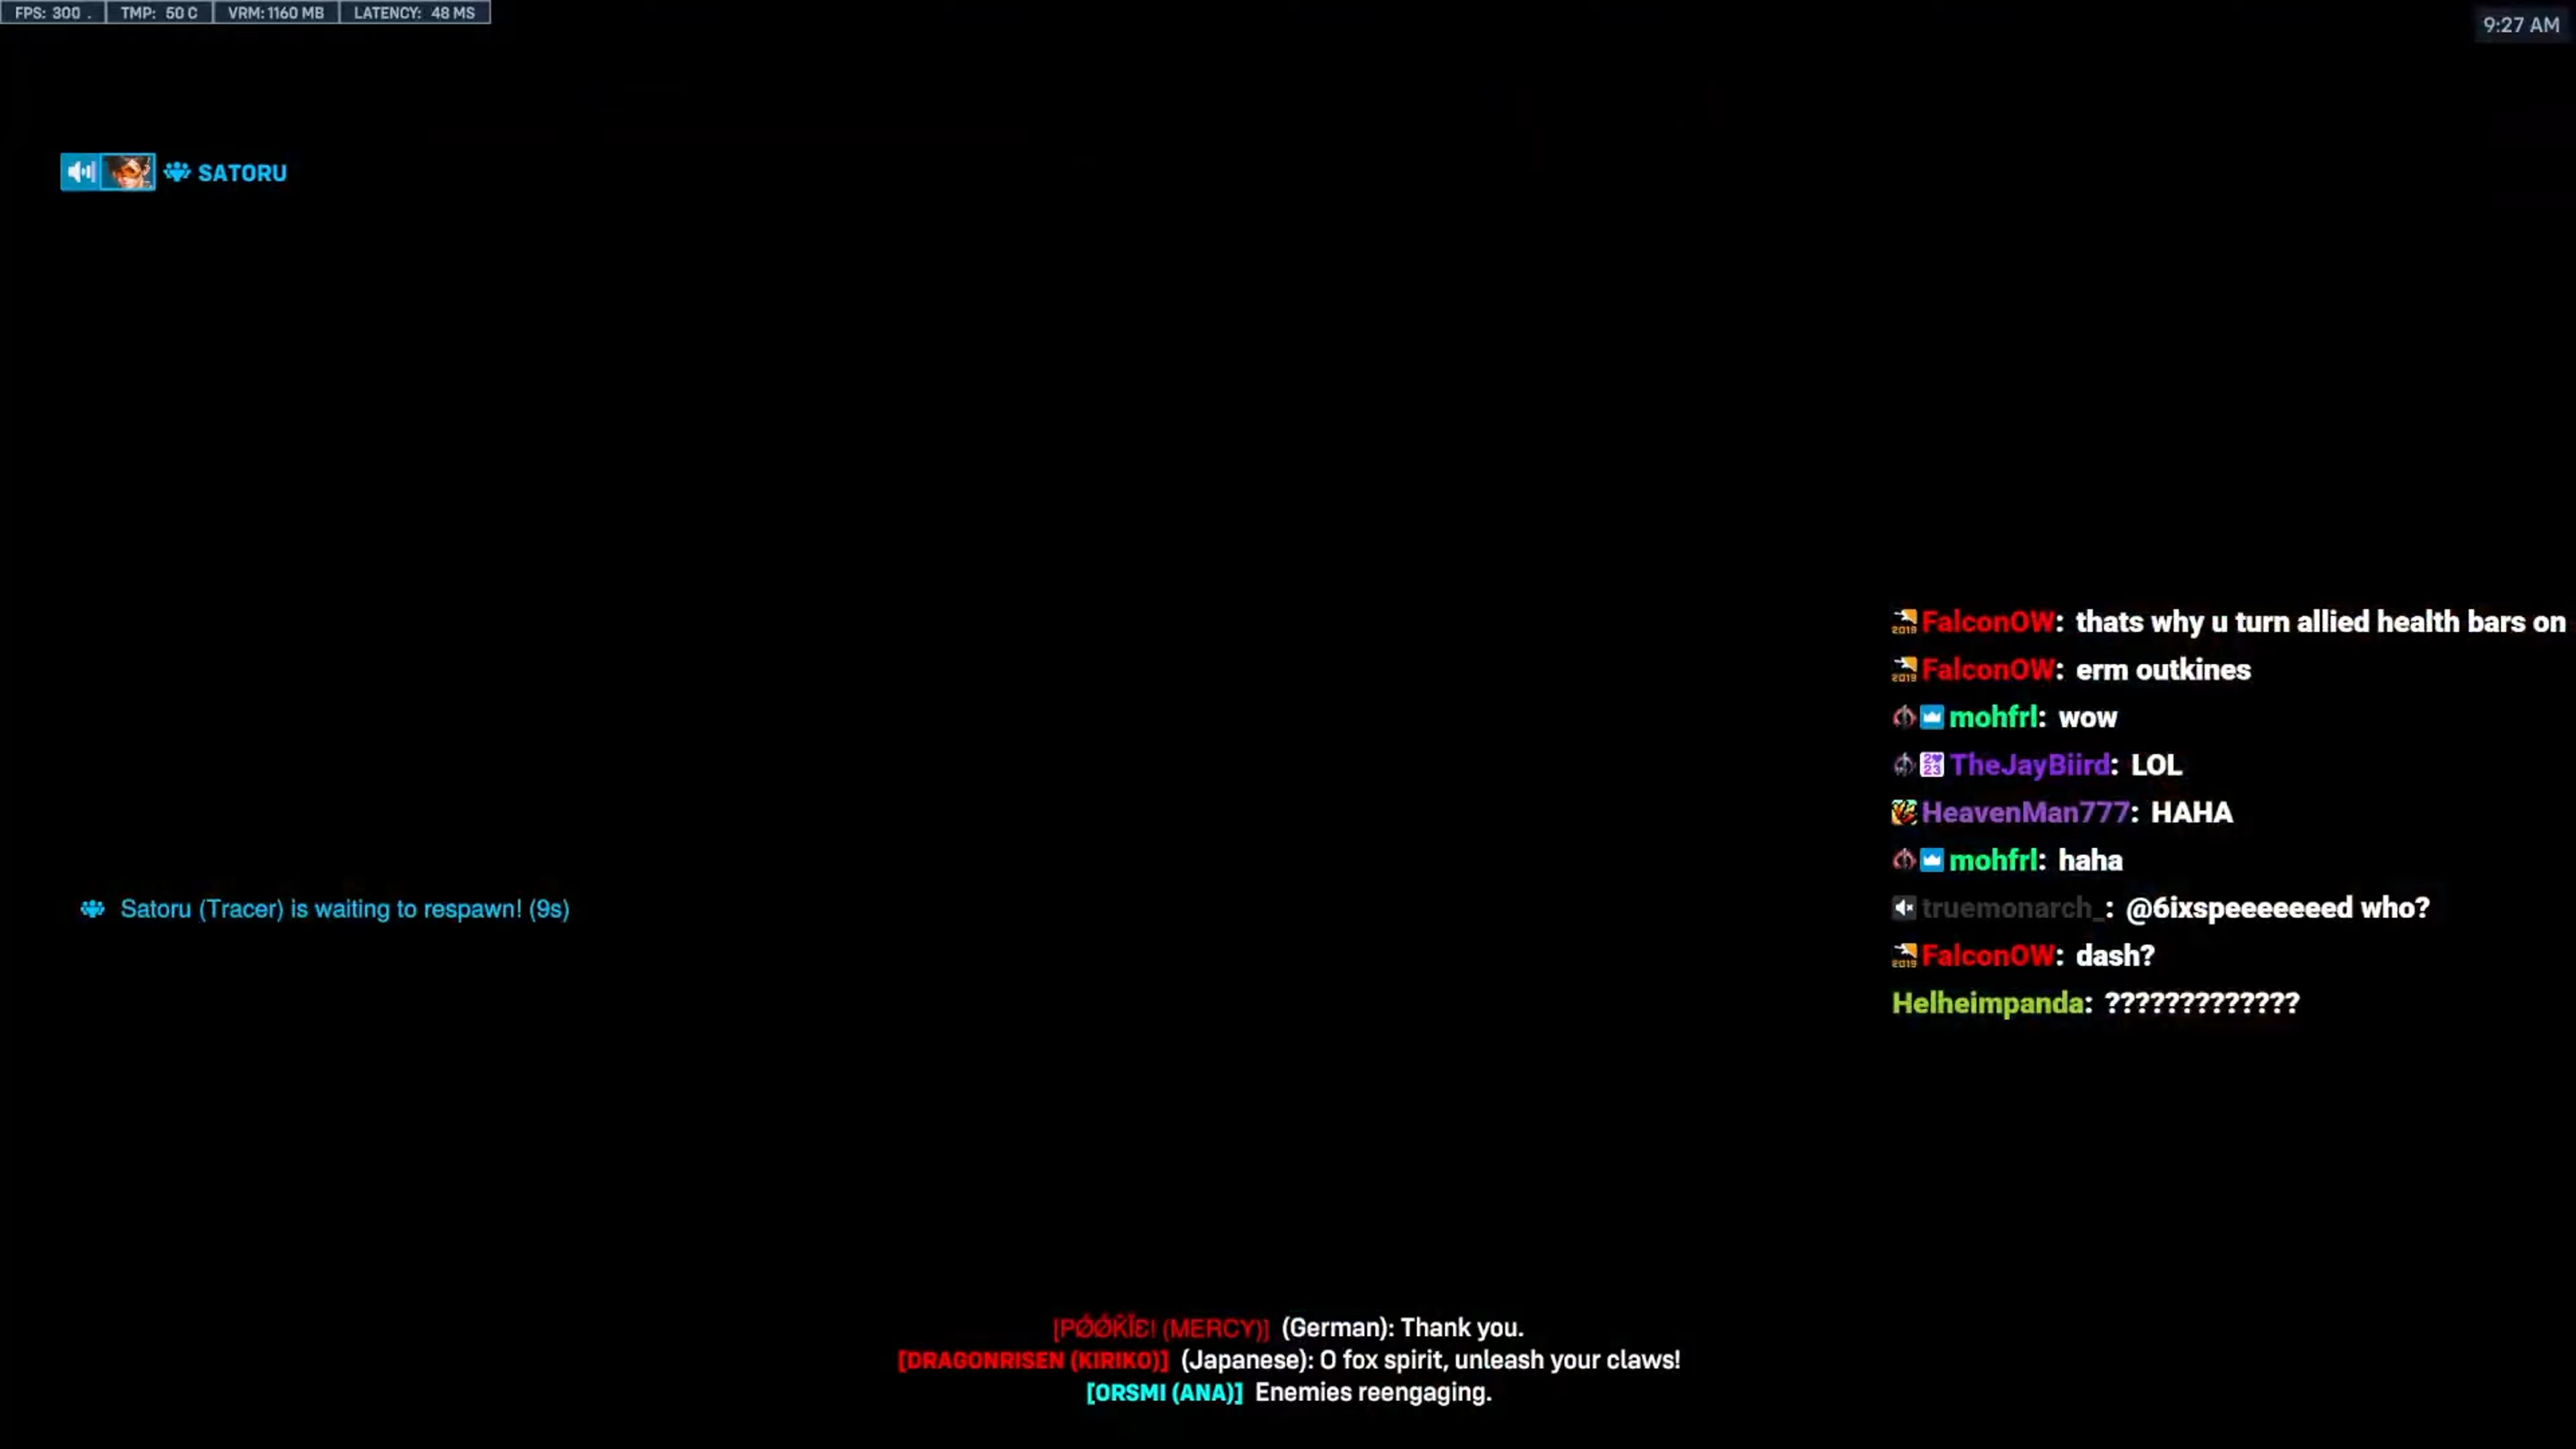 FPS: 300 . TMP: 50 C VRM: 1160 MB LATENCY: 48 MS
9:27 AM
SATORU
FalconOW: thats why u turn allied health bars on
FalconOW: erm outkines
mohfrl: wow
TheJayBiird: LOL
HeavenMan777: HAHA
mohfrl: haha
Satoru (Tracer) is waiting to respawn! (9s)
truemonarch_: @6ixspeeeeeeed who?
FalconOW: dash?
Helheimpanda: ?????????????
(MERCY)] (German): Thank you.
[DRAGONRISEN (KIRIKO)] (Japanese): O fox spirit, unleash your claws!
[ORSMI (ANA)] Enemies reengaging.